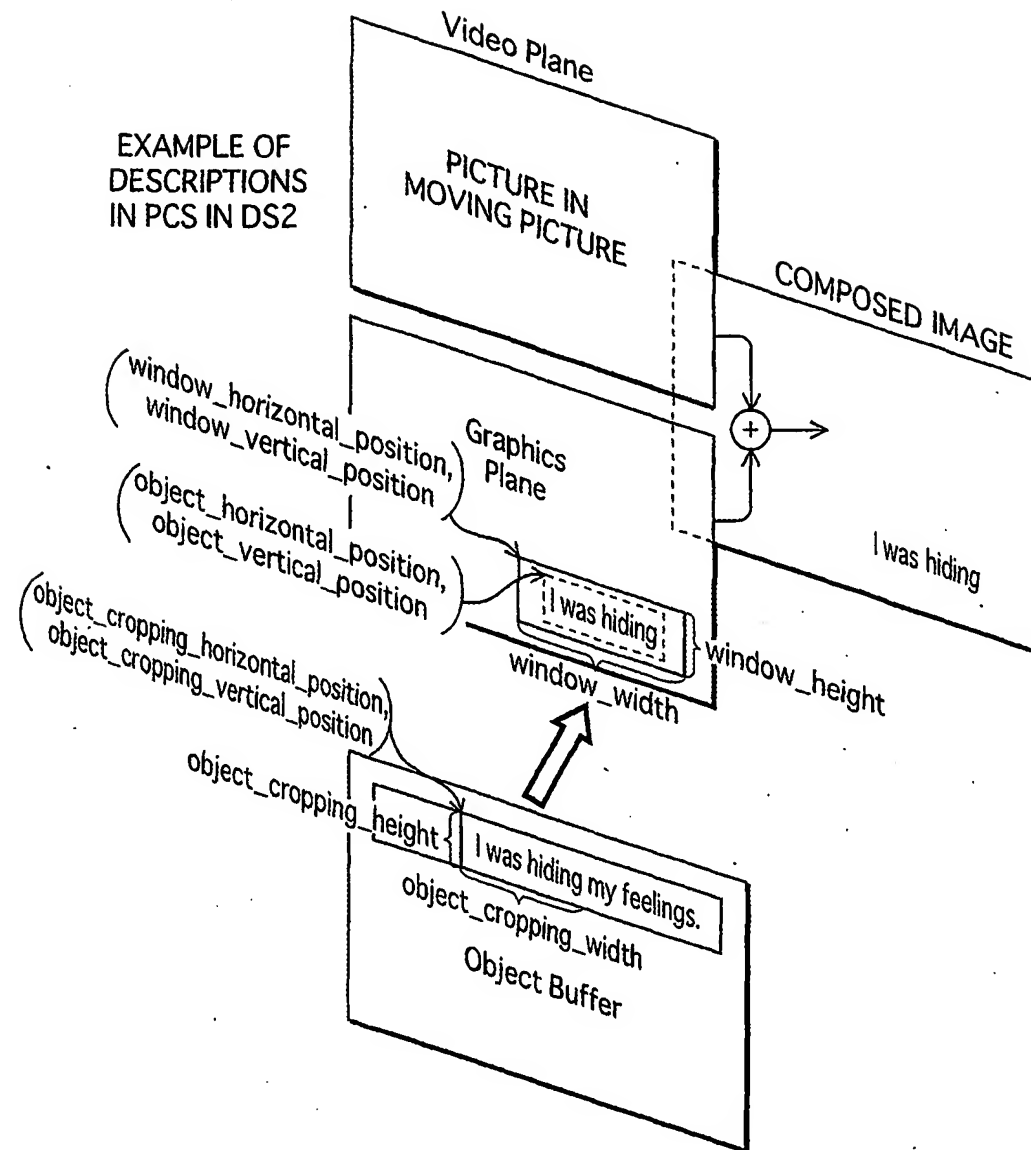 Video Plane
EXAMPLE OF
DESCRIPTIONS
IN PCS IN DS2
PICTURE IN
MOVING PICTURE
COMPOSED IMAGE
(window_horizontal_position,
window_vertical_position)
Graphics
Plane
(object_horizontal_position,
object_vertical_position)
I was hiding
I was hiding
window_height
window_width
(object_cropping_horizontal_position,
object_cropping_vertical_position)
object_cropping_height
I was hiding my feelings.
object_cropping_width
Object Buffer